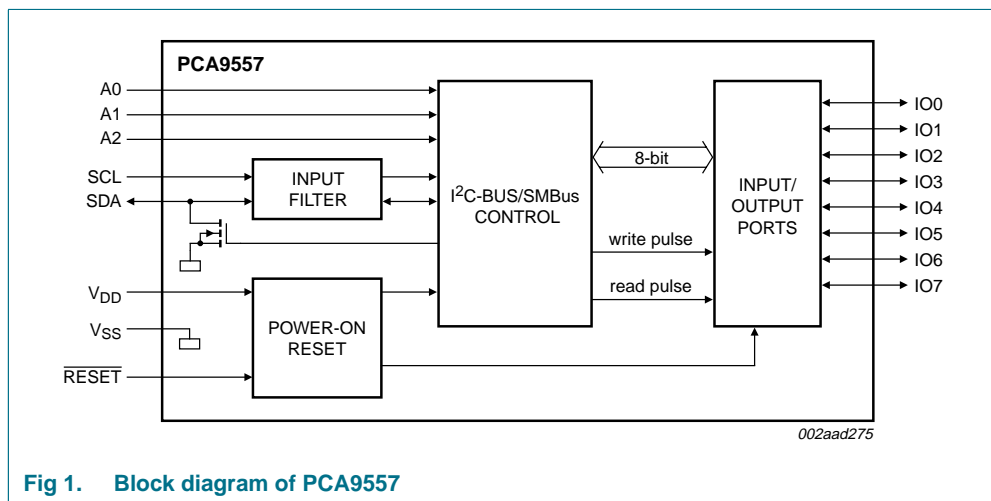 PCA9557
A0
A1
A2
SCL
SDA
VDD
VSS
RESET
INPUT
FILTER
POWER-ON
RESET
I2C-BUS/SMBus
CONTROL
8-bit
write pulse
read pulse
INPUT/
OUTPUT
PORTS
IO0
IO1
IO2
IO3
IO4
IO5
IO6
IO7
002aad275
Fig 1. Block diagram of PCA9557